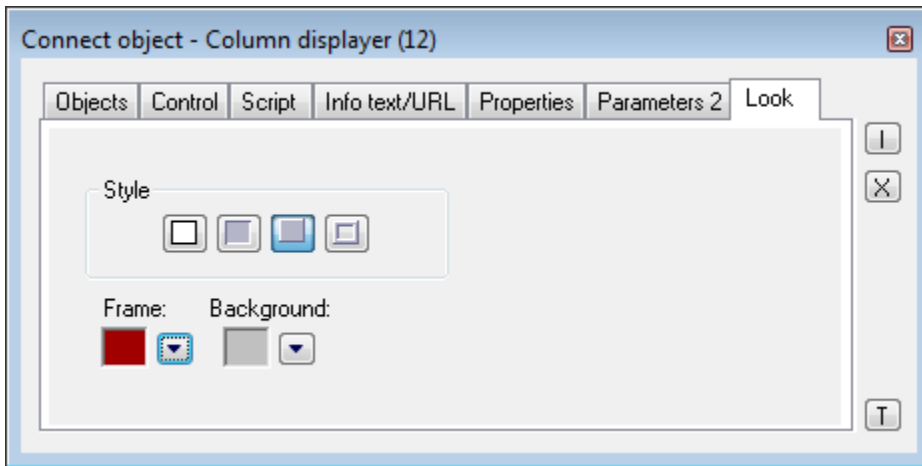 Connect object - Column displayer (12)
Objects Control Script Info text/URL Properties Parameters 2 Look
I
X
Style
Frame: Background:
T